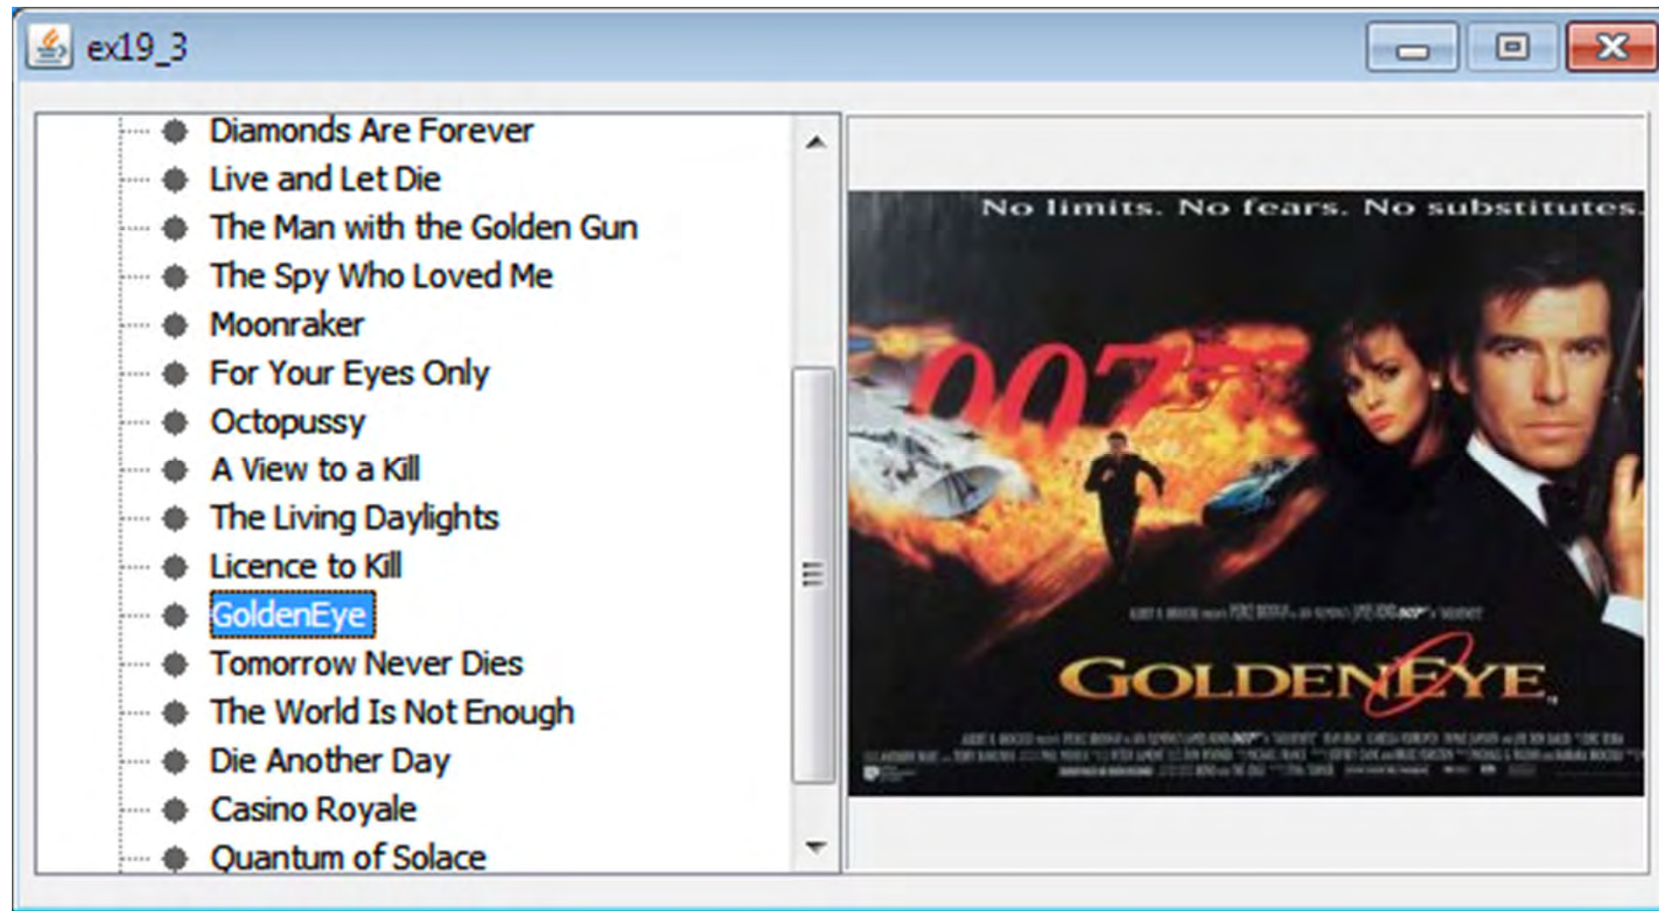 ex19_3
Diamonds Are Forever
Live and Let Die
The Man with the Golden Gun
The Spy Who Loved Me
Moonraker
For Your Eyes Only
Octopussy
A View to a Kill
The Living Daylights
Licence to Kill
GoldenEye
Tomorrow Never Dies
The World Is Not Enough
Die Another Day
Casino Royale
Quantum of Solace
No limits. No fears. No substitutes.
007
GOLDENEYE